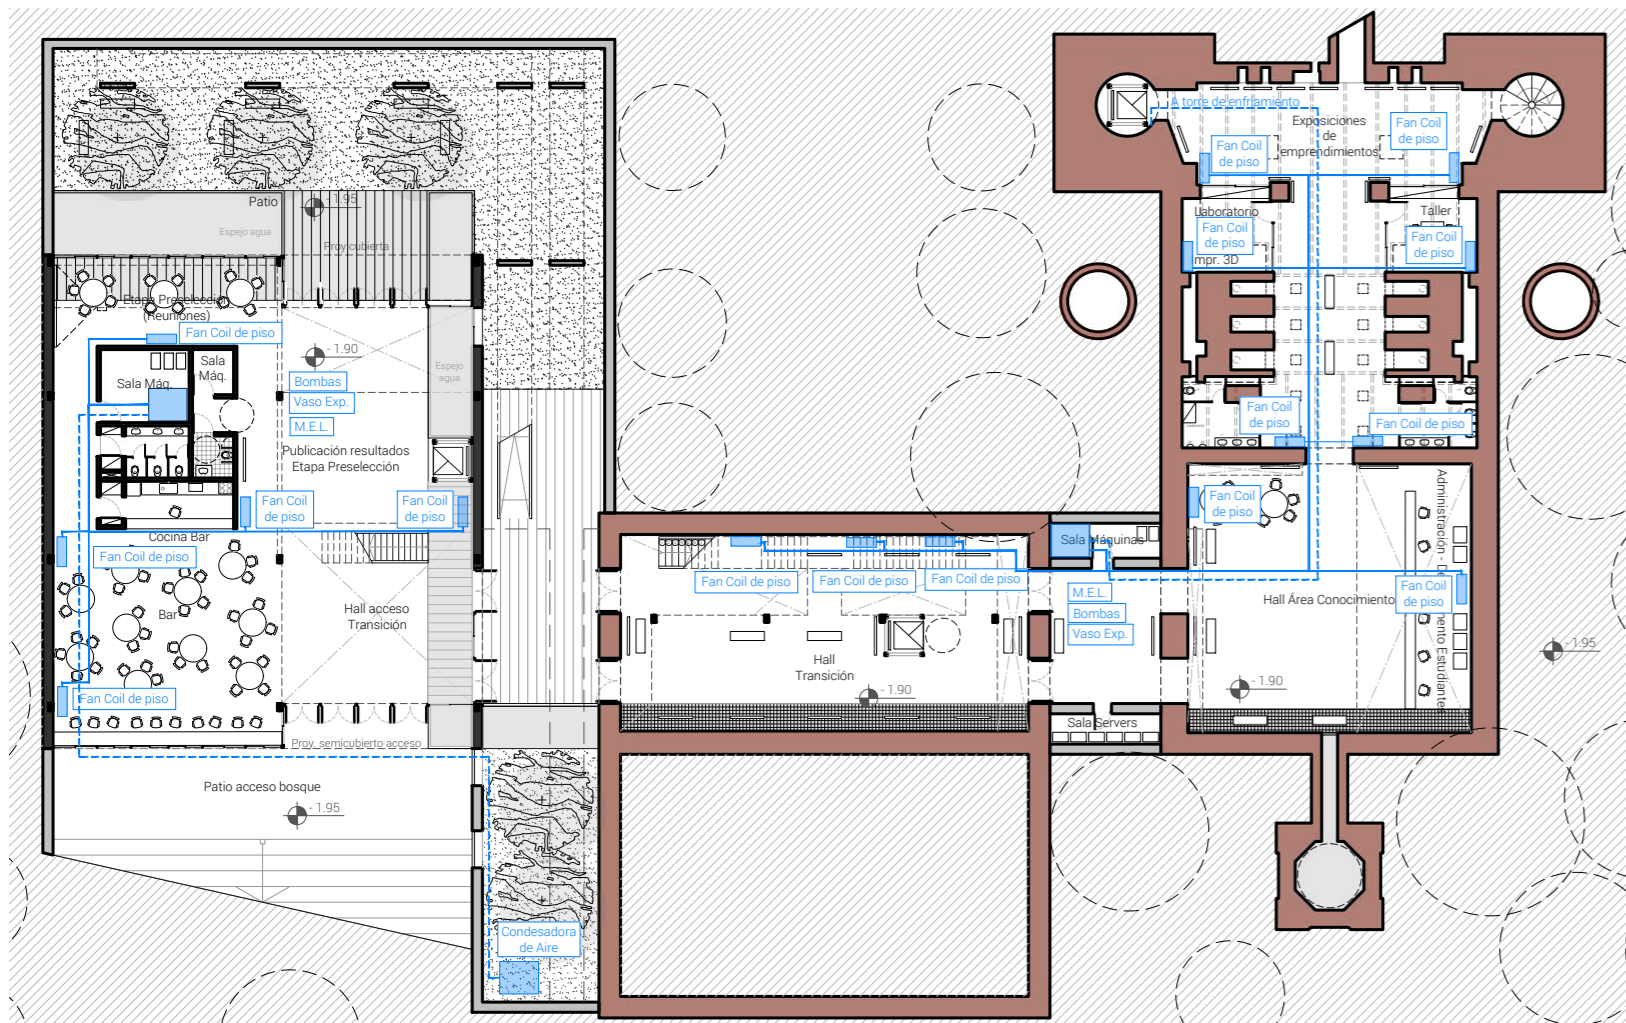 A torre de enfriamiento
Exposiciones
de
emprendimientos
Fan Coil
de piso
Fan Coil
de piso
Patio
- 1.95
Espejo agua
Proy cubierta
Laboratorio
Fan Coil
de piso
Impr. 3D
Taller
Fan Coil
de piso
Etapa Preselección
(Reuniones)
Fan Coil de piso
- 1.90
Sala Máq.
Sala
Máq.
Bombas
Vaso Exp.
M.E.L.
Espejo
agua
Publicación resultados
Etapa Preselección
Fan Coil
de piso
Fan Coil de piso
Fan Coil
de piso
Fan Coil
de piso
Cocina Bar
Fan Coil de piso
Fan Coil
de piso
Sala Máquinas
Fan Coil de piso
Fan Coil de piso
Fan Coil de piso
M.E.L.
Bombas
Vaso Exp.
Hall Área Conocimiento
Fan Coil
de piso
Bar
Hall acceso
Transición
Hall
Transición
- 1.90
- 1.90
- 1.95
Fan Coil de piso
Sala Servers
Proy. semicubierto acceso
Patio acceso bosque
- 1.95
Condesadora
de Aire